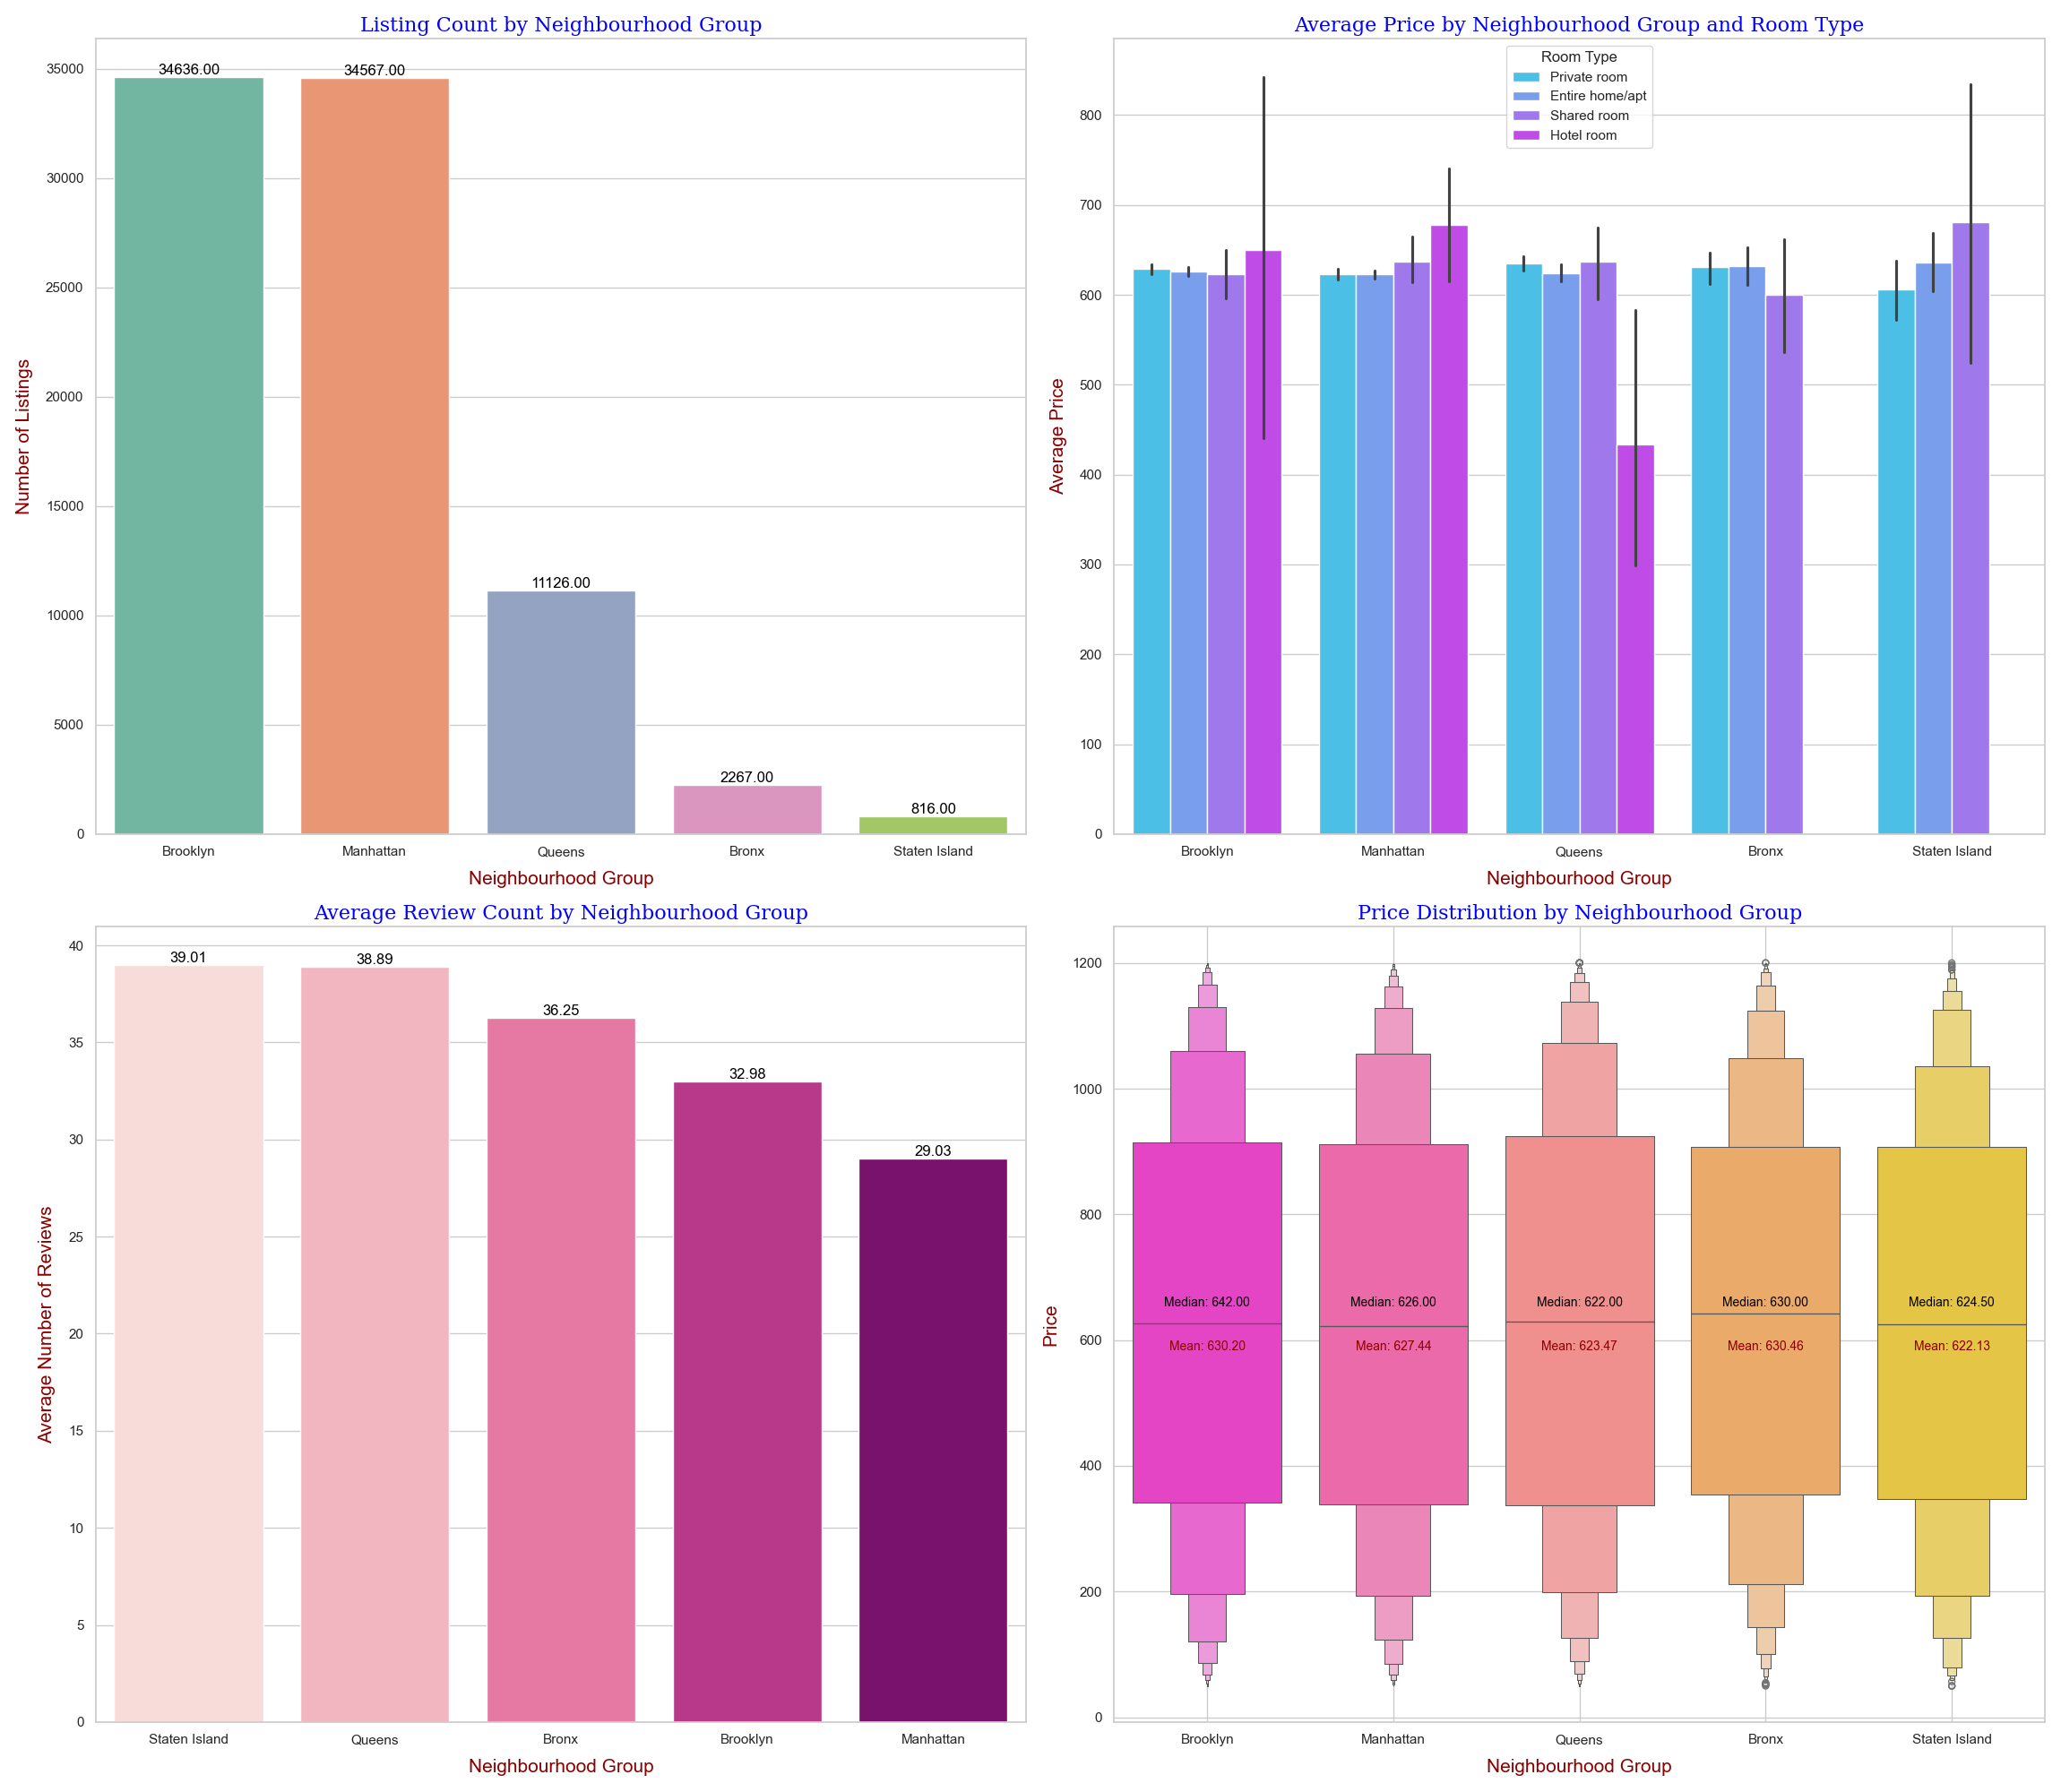 Listing Count by Neighbourhood Group
34636.00
34567.00
11126.00
2267.00
816.00
35000
30000
25000
20000
15000
10000
5000
0
Number of Listings
Brooklyn
Manhattan
Queens
Bronx
Staten Island
Neighbourhood Group
Average Price by Neighbourhood Group and Room Type
Room Type
Private room
Entire home/apt
Shared room
Hotel room
800
700
600
500
400
300
200
100
0
Average Price
Brooklyn
Manhattan
Queens
Bronx
Staten Island
Neighbourhood Group
Average Review Count by Neighbourhood Group
39.01
38.89
36.25
32.98
29.03
40
35
30
25
20
15
10
5
0
Average Number of Reviews
Staten Island
Queens
Bronx
Brooklyn
Manhattan
Neighbourhood Group
Price Distribution by Neighbourhood Group
1200
1000
800
600
400
200
0
Price
Median: 642.00
Median: 626.00
Median: 622.00
Median: 630.00
Median: 624.50
Mean: 630.20
Mean: 627.44
Mean: 623.47
Mean: 630.46
Mean: 622.13
Brooklyn
Manhattan
Queens
Bronx
Staten Island
Neighbourhood Group